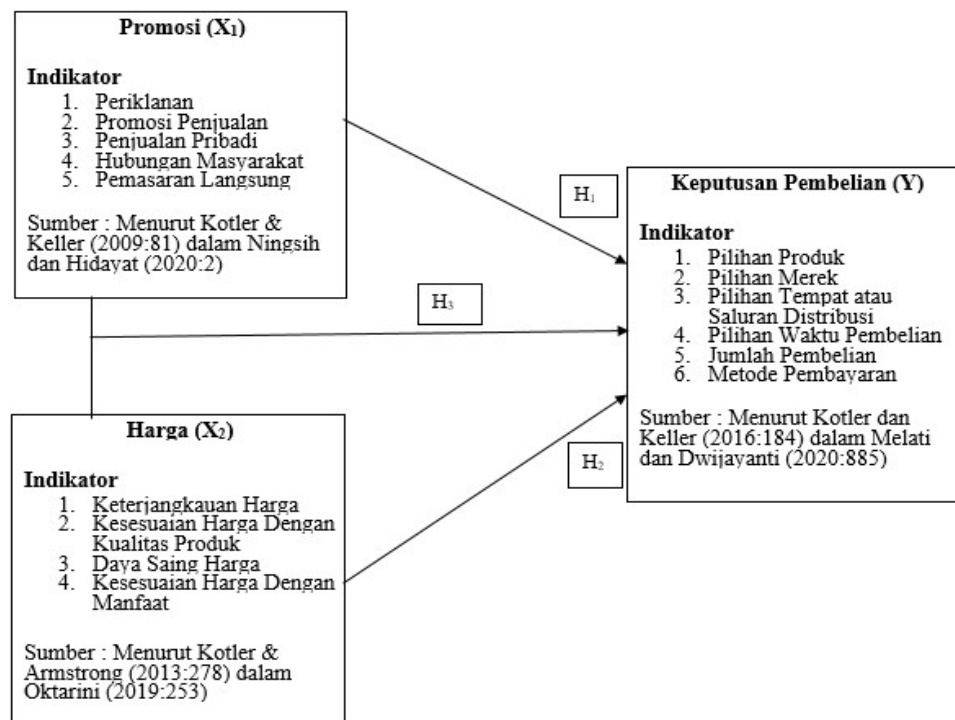 Promosi (X₁)
Indikator
1. Periklanan
2. Promosi Penjualan
3. Penjualan Pribadi
4. Hubungan Masyarakat
5. Pemasaran Langsung
Sumber : Menurut Kotler &
Keller (2009:81) dalam Ningsih
dan Hidayat (2020:2)
H₁
H₃
Keputusan Pembelian (Y)
Indikator
1. Pilihan Produk
2. Pilihan Merek
3. Pilihan Tempat atau
Saluran Distribusi
4. Pilihan Waktu Pembelian
5. Jumlah Pembelian
6. Metode Pembayaran
Sumber : Menurut Kotler dan
Keller (2016:184) dalam Melati
dan Dwijayanti (2020:885)
H₂
Harga (X₂)
Indikator
1. Keterjangkauan Harga
2. Kesesuaian Harga Dengan
Kualitas Produk
3. Daya Saing Harga
4. Kesesuaian Harga Dengan
Manfaat
Sumber : Menurut Kotler &
Armstrong (2013:278) dalam
Oktarini (2019:253)